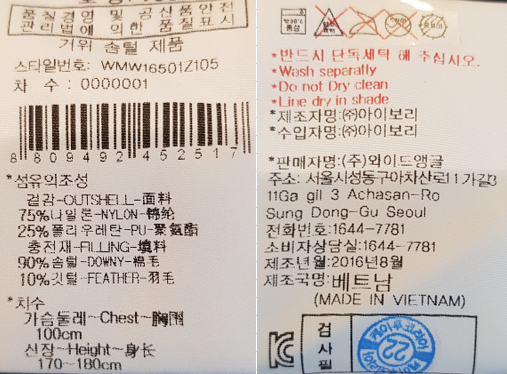 품질경영 및 공산품안전
관리법에 의한 품질표시
거위 솜털 제품
스타일번호: WMW16501Z105
차 수 : 0000001
8 809492 452517
*섬유의조성
겉감-OUTSHELL-面料
75%나일론-NYLON-锦纶
25%폴리우레탄-PU-聚氨酯
충전재-FILLING-填料
90%솜털-DOWNY-棉毛
10%깃털-FEATHER-羽毛
*치수
가슴둘레-Chest-胸围
100cm
신장-Height-身长
170~180cm
*반드시 단독세탁 해 주십시오.
*Wash separatly
*Do not Dry clean
*Line dry in shade
*제조자명:㈜아이보리
*수입자명:㈜아이보리
*판매자명:(주)와이드앵글
주소: 서울시성동구아차산로11가길3
11Ga gil 3 Achasan-Ro
Sung Dong-Gu Seoul
전화번호:1644-7781
소비자상담실:1644-7781
제조년월:2016년8월
제조국명:베트남
(MADE IN VIETNAM)
검
사
필
22